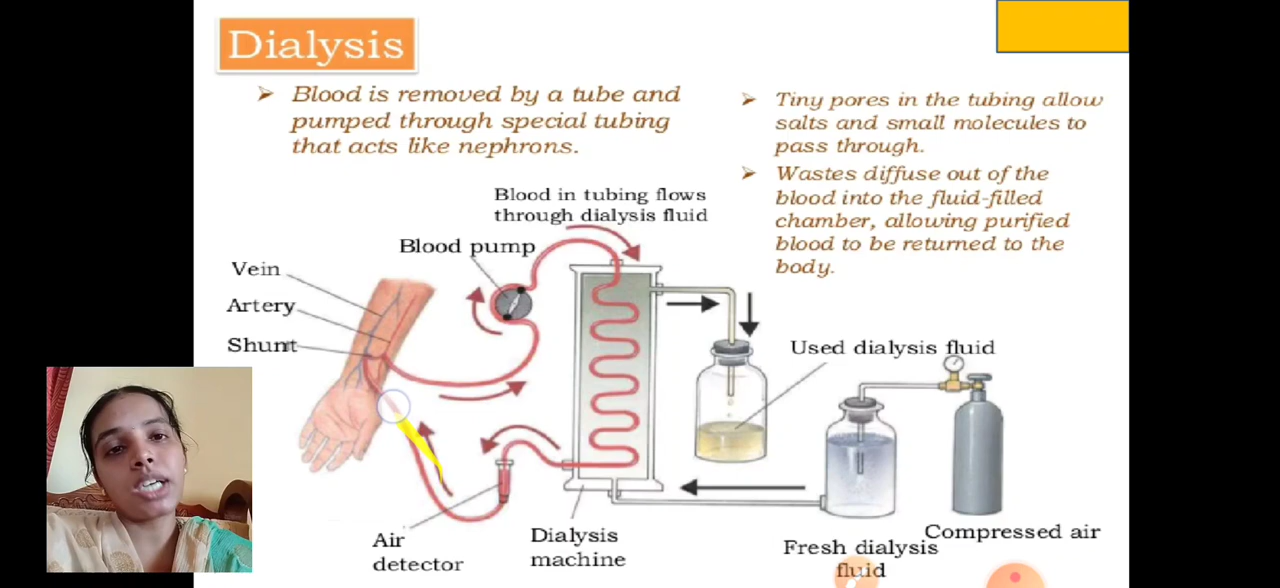 Dialysis
➢ Blood is removed by a tube and
pumped through special tubing
that acts like nephrons.
➢ Tiny pores in the tubing allow
salts and small molecules to
pass through.
➢ Wastes diffuse out of the
blood into the fluid-filled
chamber, allowing purified
blood to be returned to the
body.
Blood in tubing flows
through dialysis fluid
Blood pump
Vein
Artery
Shunt
Used dialysis fluid
Air
detector
Dialysis
machine
Fresh dialysis
fluid
Compressed air